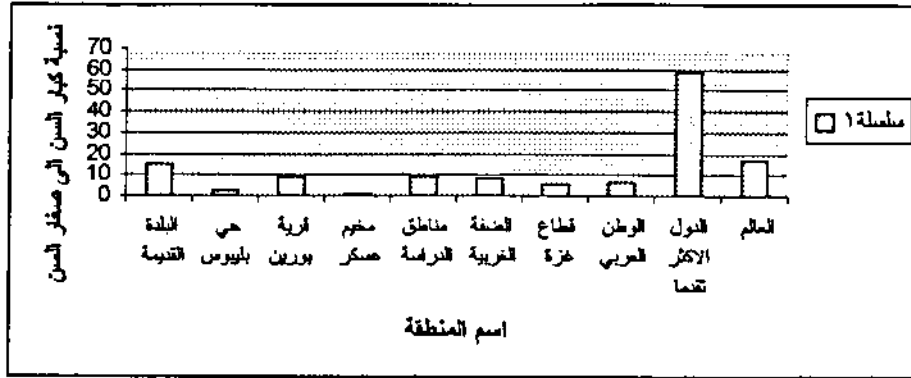 نسبة كبار السن الى صغار السن
70
60
50
40
30
20
10
0
البلدة القديمة
حي بليبوس
قرية بورين
مخيم عسكر
مناطق الدراسة
الضفة الغربية
قطاع غزة
الوطن العربي
الدول الاكثر تقدما
العالم
اسم المنطقة
سلسلة١